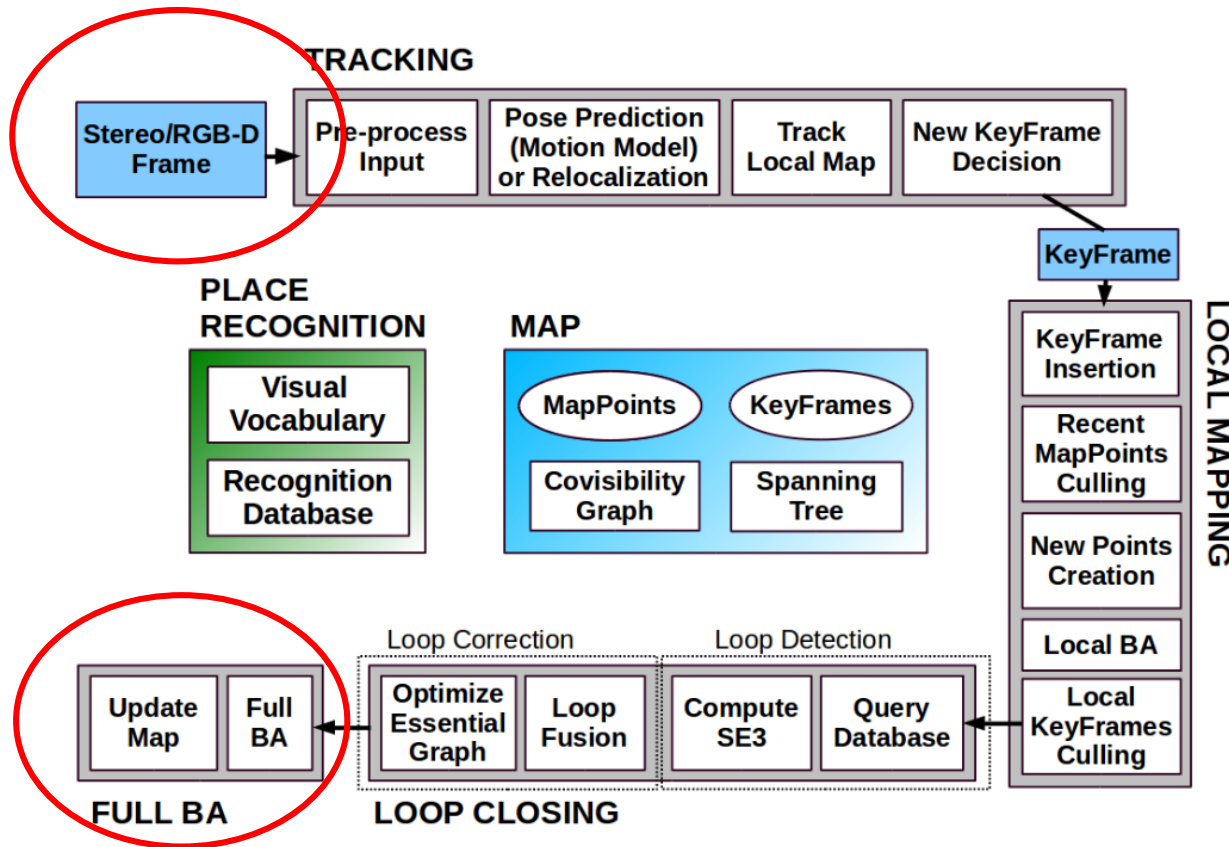 TRACKING
Stereo/RGB-D
Frame
Pre-process
Input
Pose Prediction
(Motion Model)
or Relocalization
Track
Local Map
New KeyFrame
Decision
KeyFrame
LOCAL MAPPING
KeyFrame
Insertion
Recent
MapPoints
Culling
New Points
Creation
Local BA
Local
KeyFrames
Culling
PLACE
RECOGNITION
Visual
Vocabulary
Recognition
Database
MAP
MapPoints
KeyFrames
Covisibility
Graph
Spanning
Tree
Loop Correction
Loop Detection
Update
Map
Full
BA
Optimize
Essential
Graph
Loop
Fusion
Compute
SE3
Query
Database
FULL BA
LOOP CLOSING